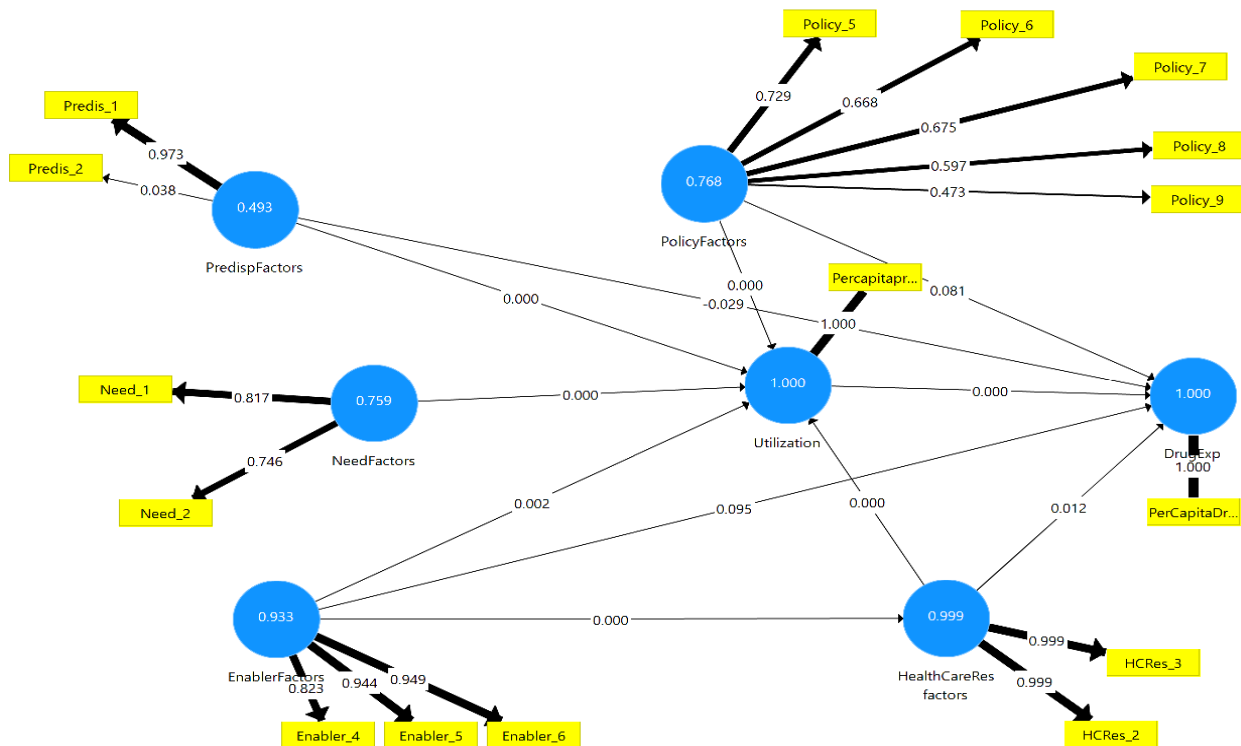 Policy_5
Policy_6
Policy_7
Predis_1
0.729
0.668
0.675
Predis_2
0.973
0.038
0.597
Policy_8
0.768
0.473
Policy_9
0.493
PolicyFactors
PredispFactors
0.000
0.000
Percapitapr...
0.081
-0.029
1.000
Need_1
0.817
0.759
0.000
1.000
0.000
1.000
Utilization
0.746
NeedFactors
DrugExp
1.000
Need_2
0.002
0.095
0.000
0.012
PerCapitaDr...
0.933
0.000
0.999
0.999
HCRes_3
EnablerFactors
0.823
0.944
0.949
HealthCareRes
factors
0.999
Enabler_4
Enabler_5
Enabler_6
HCRes_2